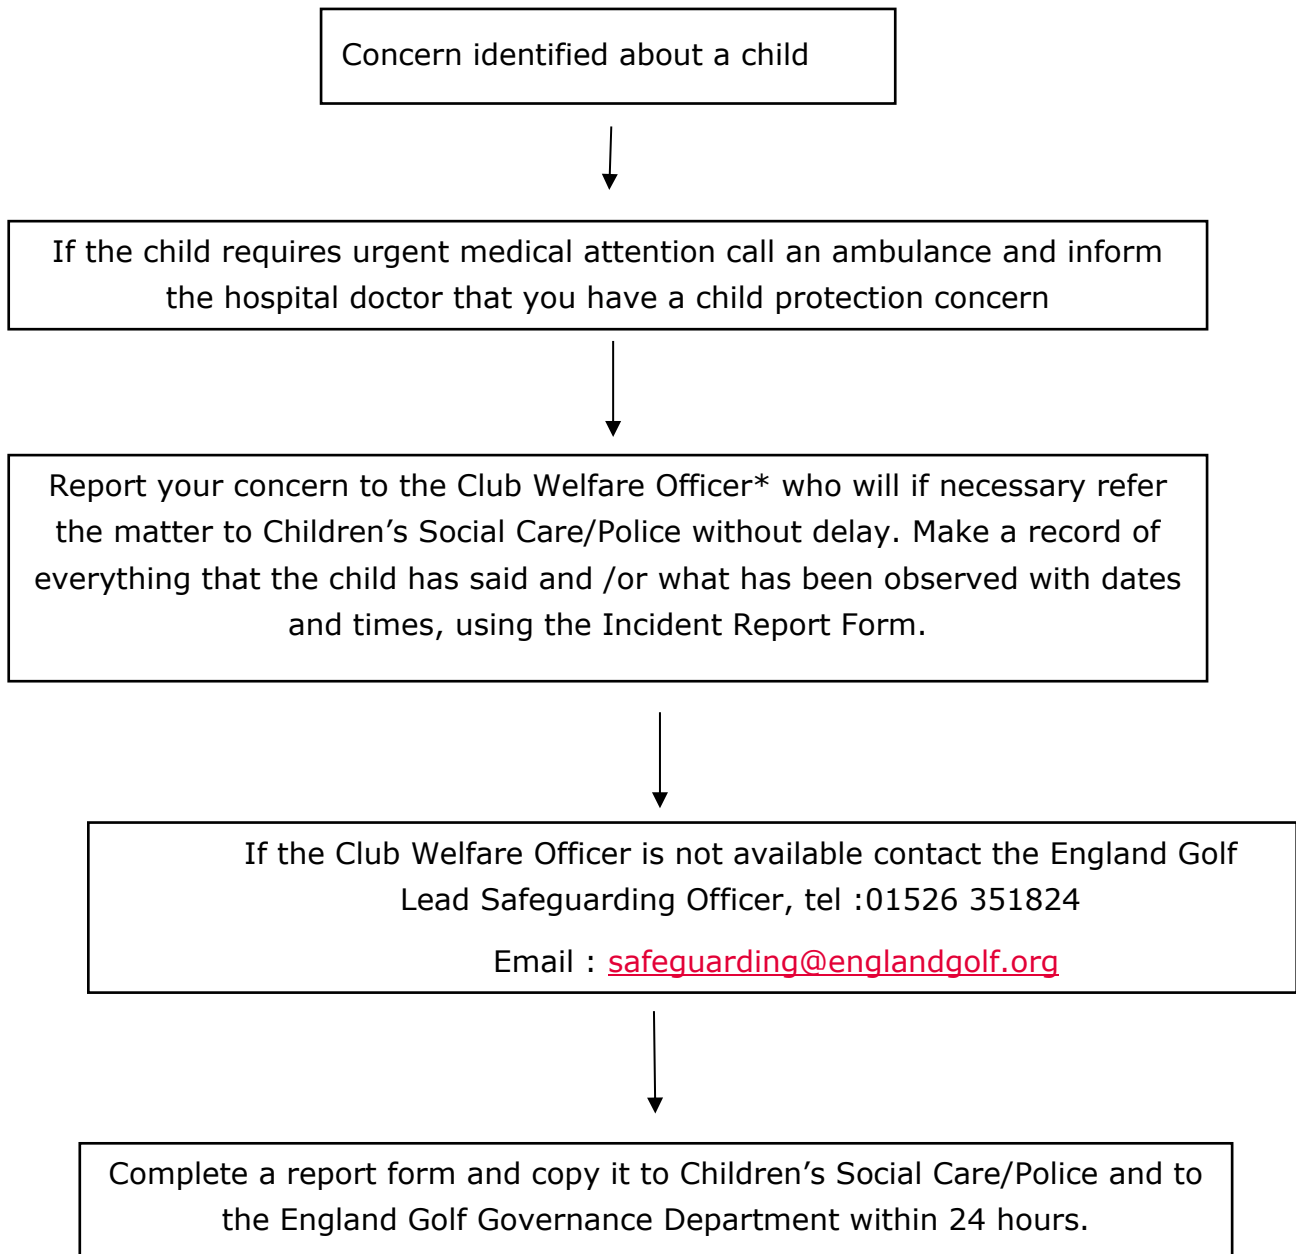 Concern identified about a child
If the child requires urgent medical attention call an ambulance and inform
the hospital doctor that you have a child protection concern
Report your concern to the Club Welfare Officer* who will if necessary refer
the matter to Children’s Social Care/Police without delay. Make a record of
everything that the child has said and /or what has been observed with dates
and times, using the Incident Report Form.
If the Club Welfare Officer is not available contact the England Golf
Lead Safeguarding Officer, tel :01526 351824
Email : safeguarding@englandgolf.org
Complete a report form and copy it to Children’s Social Care/Police and to
the England Golf Governance Department within 24 hours.